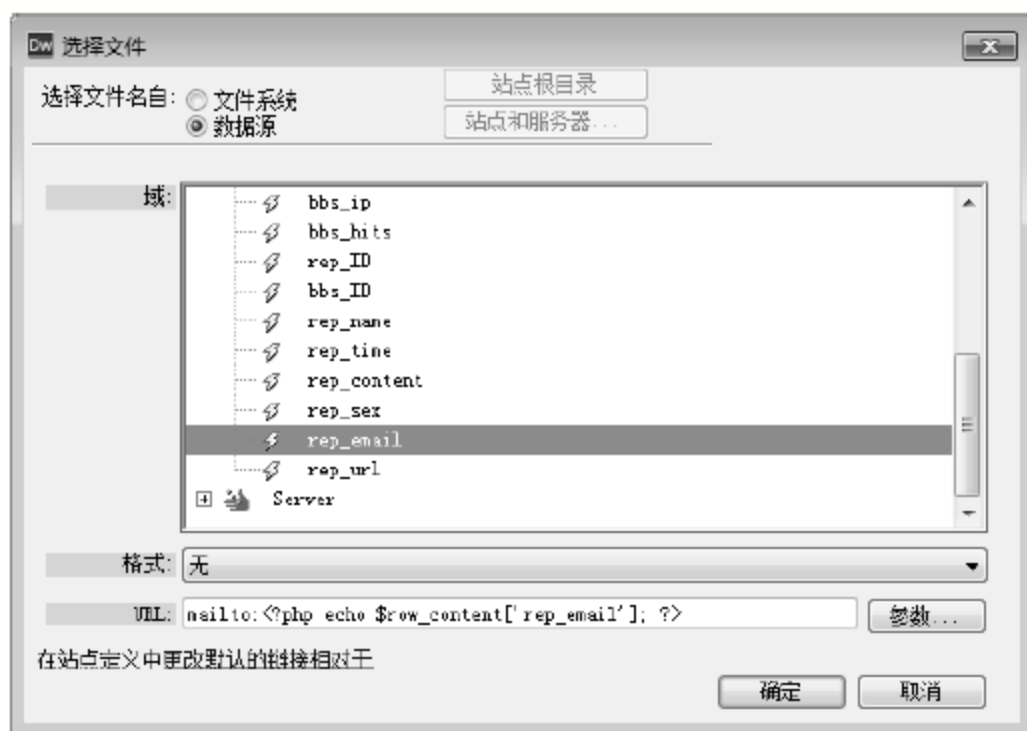 Dw 选择文件
选择文件名自: 文件系统 站点根目录
数据源 站点和服务器...
域:
bbs_ip
bbs_hits
rep_ID
bbs_ID
rep_name
rep_time
rep_content
rep_sex
rep_email
rep_url
Server
格式: 无
URL: mailto:<?php echo $row_content['rep_email']; ?> 参数...
在站点定义中更改默认的链接相对于
确定 取消